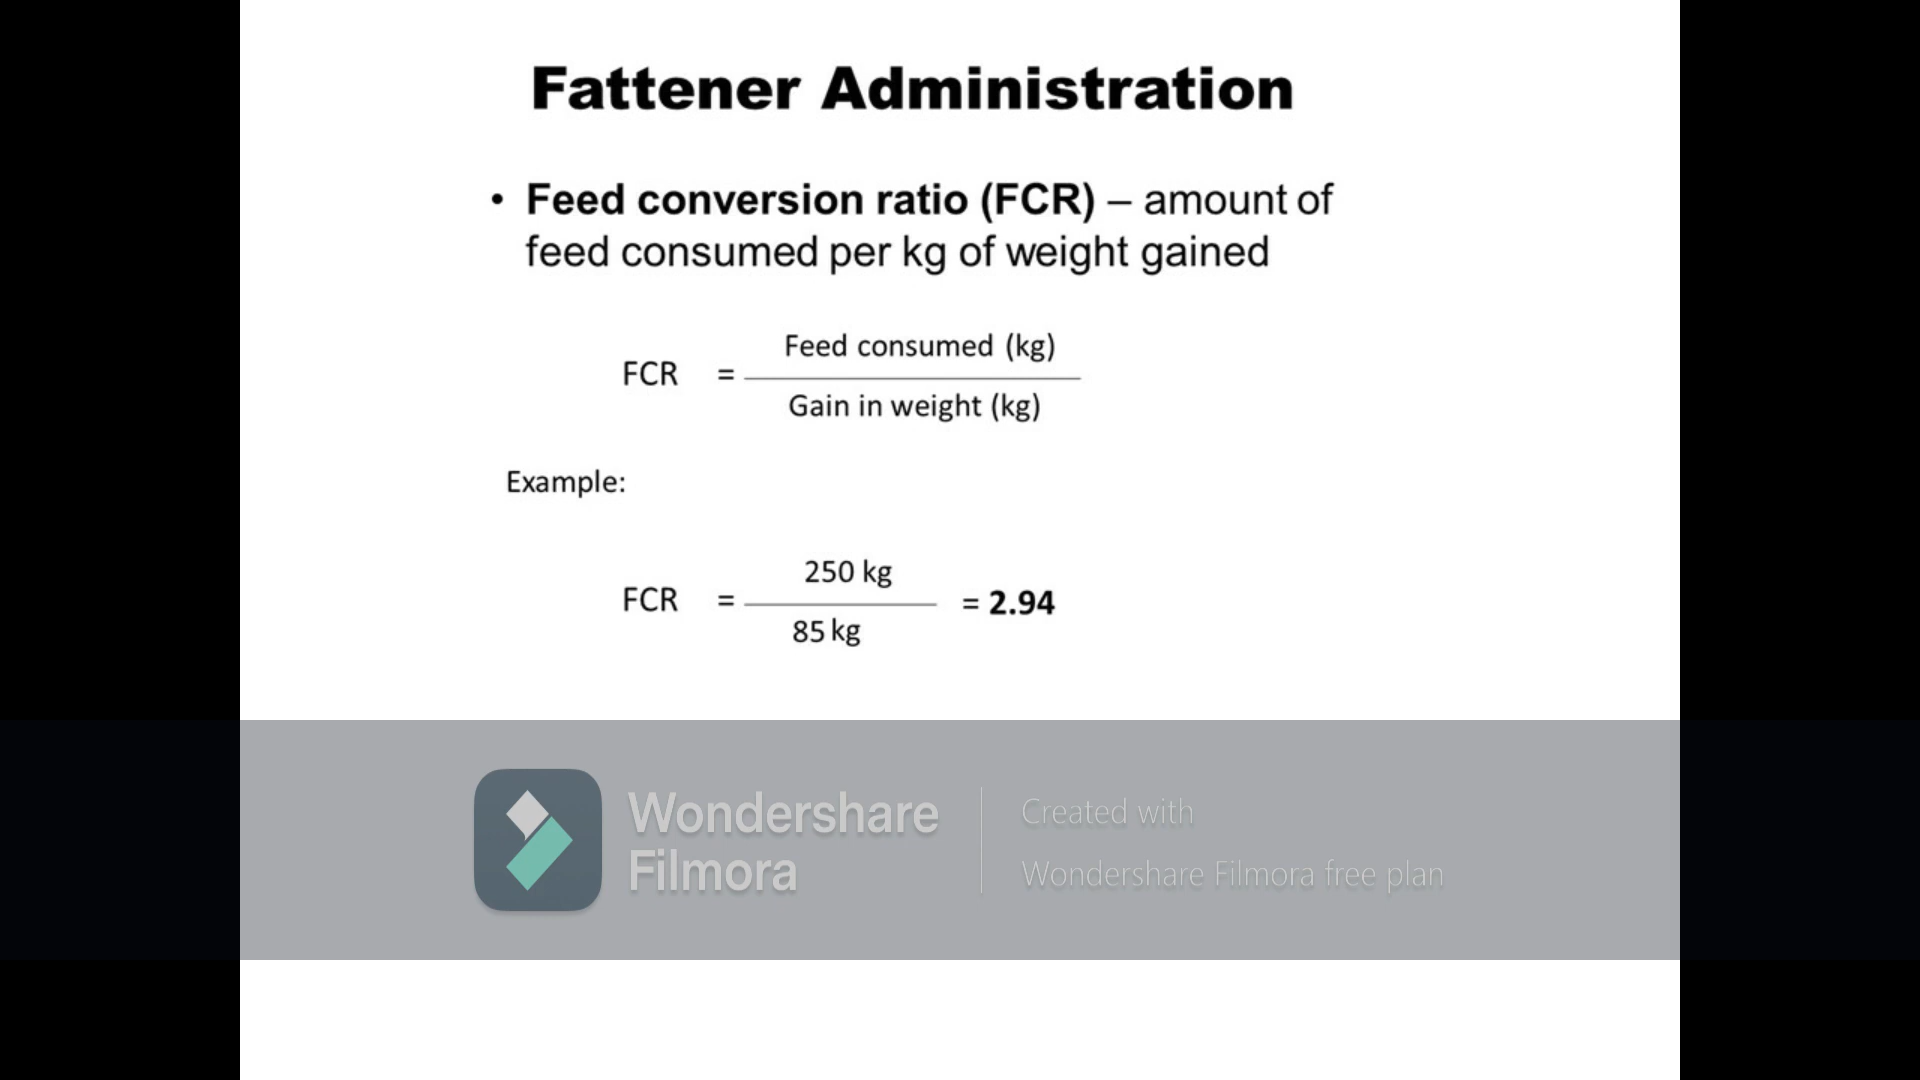 Fattener Administration
• Feed conversion ratio (FCR) – amount of
feed consumed per kg of weight gained
Feed consumed (kg)
FCR =
Gain in weight (kg)
Example:
250 kg
FCR = = 2.94
85 kg
Wondershare
Filmora
Created with
Wondershare Filmora free plan